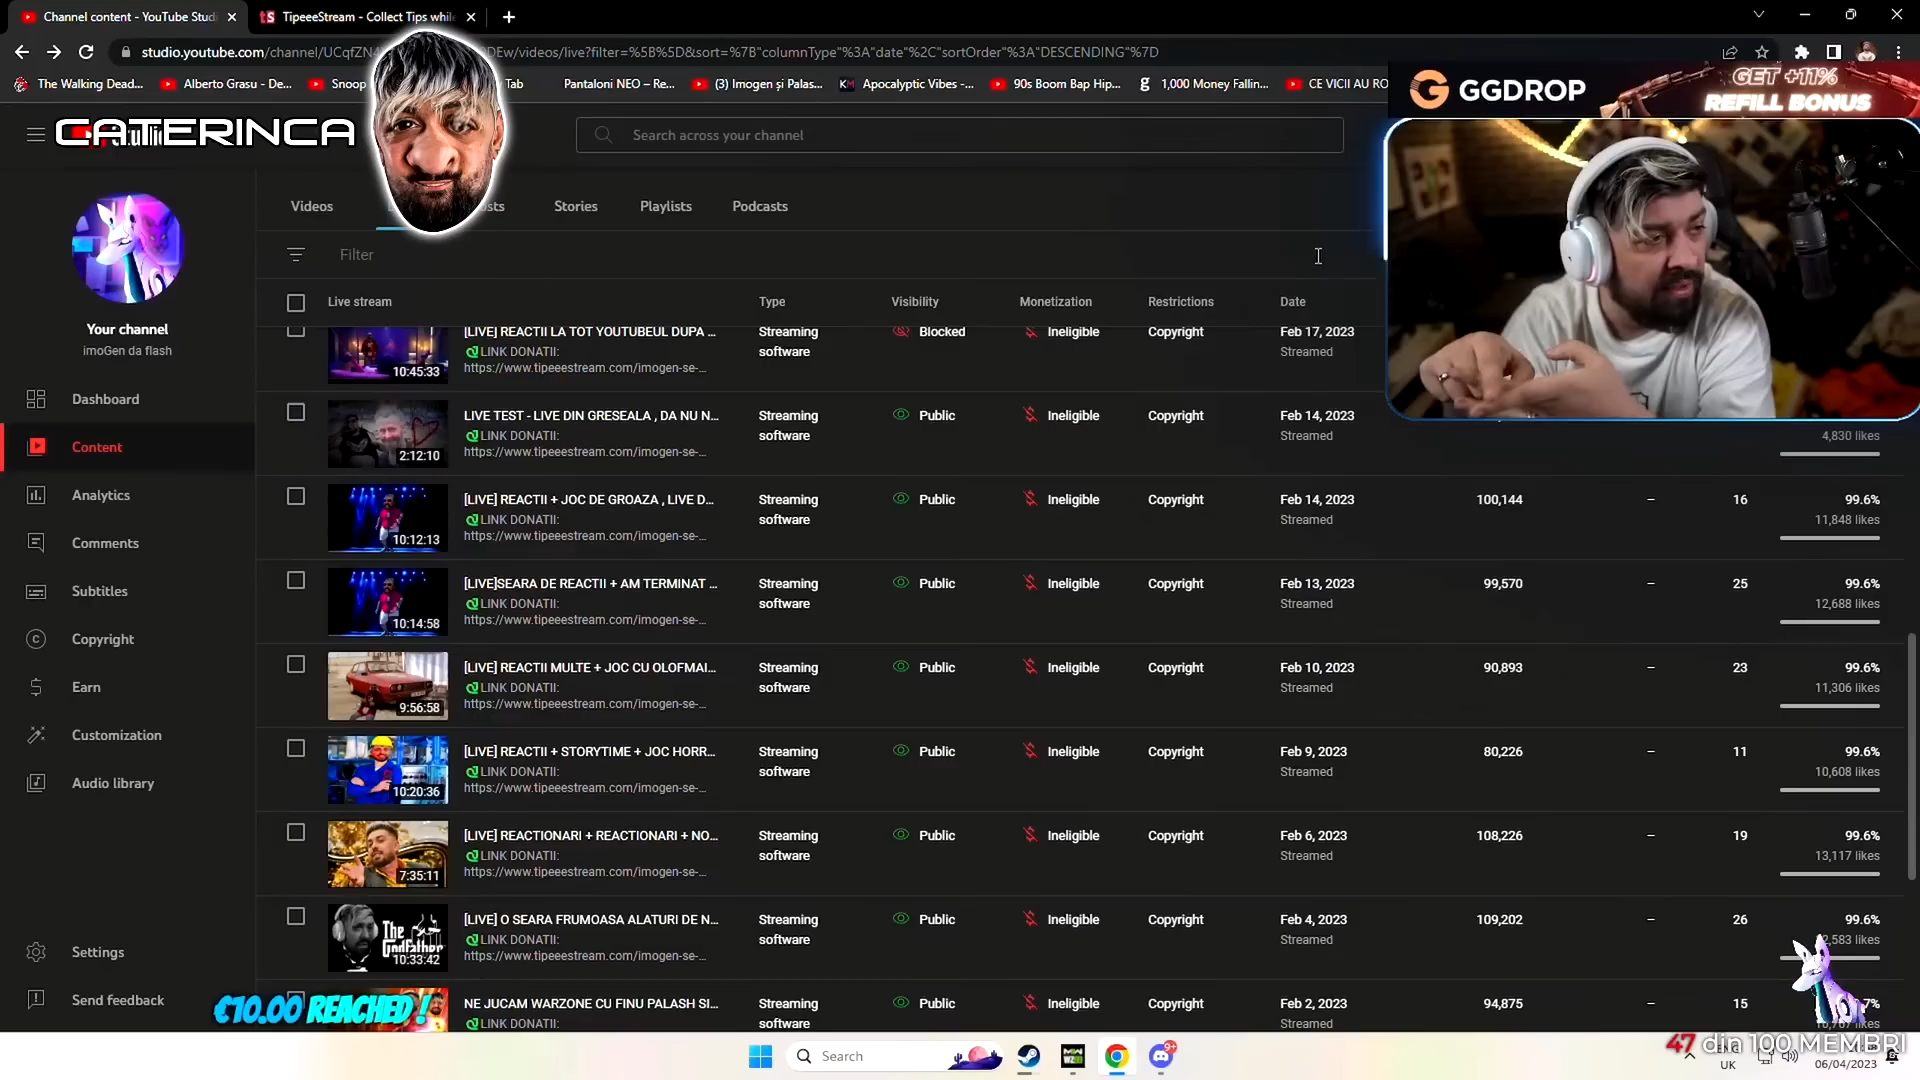 Channel content - YouTube Studi
TipeeeStream - Collect Tips while
studio.youtube.com/channel/UCqfZN4
DEw/videos/live?filter=%5B%5D&sort=%7B"columnType"%3A"date"%2C"sortOrder"%3A"DESCENDING"%7D
The Walking Dead...
Alberto Grasu - De...
Snoop
Tab
Pantaloni NEO – Re...
(3) Imogen și Palas...
Apocalyptic Vibes -...
90s Boom Bap Hip...
1,000 Money Fallin...
CE VICII AU RO
GGDROP
GET +11%
REFILL BONUS
CATERINCA
Search across your channel
Videos
Stories
Playlists
Podcasts
Filter
Your channel
imoGen da flash
Dashboard
Content
Analytics
Comments
Subtitles
Copyright
Earn
Customization
Audio library
Settings
Send feedback
Live stream Type Visibility Monetization Restrictions Date
[LIVE] REACTII LA TOT YOUTUBEUL DUPA ... Streaming Blocked Ineligible Copyright Feb 17, 2023
LINK DONATII: software Streamed
https://www.tipeeestream.com/imogen-se-...
10:45:33
LIVE TEST - LIVE DIN GRESEALA , DA NU N... Streaming Public Ineligible Copyright Feb 14, 2023
LINK DONATII: software Streamed 4,830 likes
https://www.tipeeestream.com/imogen-se-...
2:12:10
[LIVE] REACTII + JOC DE GROAZA , LIVE D... Streaming Public Ineligible Copyright Feb 14, 2023 100,144 – 16 99.6%
LINK DONATII: software Streamed 11,848 likes
https://www.tipeeestream.com/imogen-se-...
10:12:13
[LIVE]SEARA DE REACTII + AM TERMINAT ... Streaming Public Ineligible Copyright Feb 13, 2023 99,570 – 25 99.6%
LINK DONATII: software Streamed 12,688 likes
https://www.tipeeestream.com/imogen-se-...
10:14:58
[LIVE] REACTII MULTE + JOC CU OLOFMAI... Streaming Public Ineligible Copyright Feb 10, 2023 90,893 – 23 99.6%
LINK DONATII: software Streamed 11,306 likes
https://www.tipeeestream.com/imogen-se-...
9:56:58
[LIVE] REACTII + STORYTIME + JOC HORR... Streaming Public Ineligible Copyright Feb 9, 2023 80,226 – 11 99.6%
LINK DONATII: software Streamed 10,608 likes
https://www.tipeeestream.com/imogen-se-...
10:20:36
[LIVE] REACTIONARI + REACTIONARI + NO... Streaming Public Ineligible Copyright Feb 6, 2023 108,226 – 19 99.6%
LINK DONATII: software Streamed 13,117 likes
https://www.tipeeestream.com/imogen-se-...
7:35:11
[LIVE] O SEARA FRUMOASA ALATURI DE N... Streaming Public Ineligible Copyright Feb 4, 2023 109,202 – 26 99.6%
LINK DONATII: software Streamed 2,583 likes
https://www.tipeeestream.com/imogen-se-...
The Godfather
10:33:42
NE JUCAM WARZONE CU FINU PALASH SI... Streaming Public Ineligible Copyright Feb 2, 2023 94,875 – 15
LINK DONATII: software Streamed
€10.00 REACHED !
Search
9+
47 din 100 MEMBRI
UK
06/04/2023